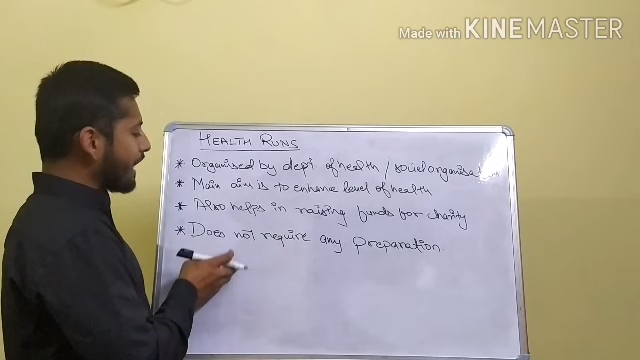 Made with KINEMASTER
HEALTH RUNS
* Organised by dept of health / social organisation
* Main aim is to enhance level of health
* Also helps in raising funds for charity
* Does not require any preparation.